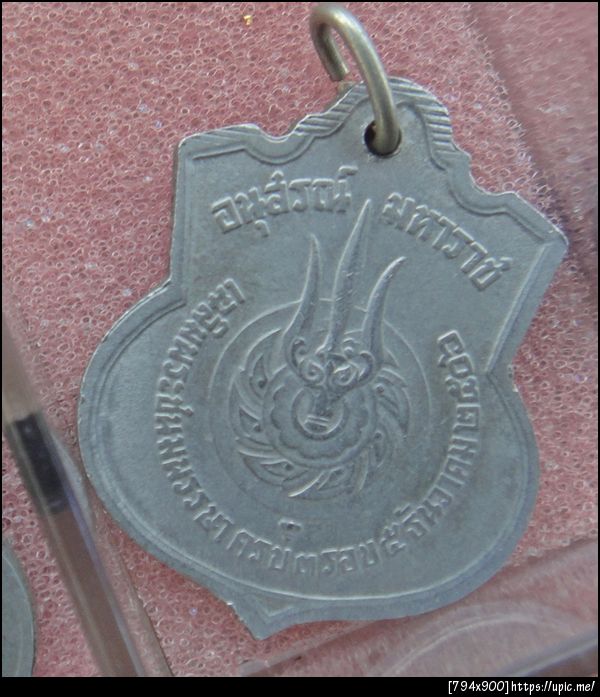 อนุสรณ์ มหาราช
เฉลิมพระชนมพรรษา ครบ ๓ รอบ ๕ ธันวาคม ๒๕๐๖
[794x900]https://upic.me/